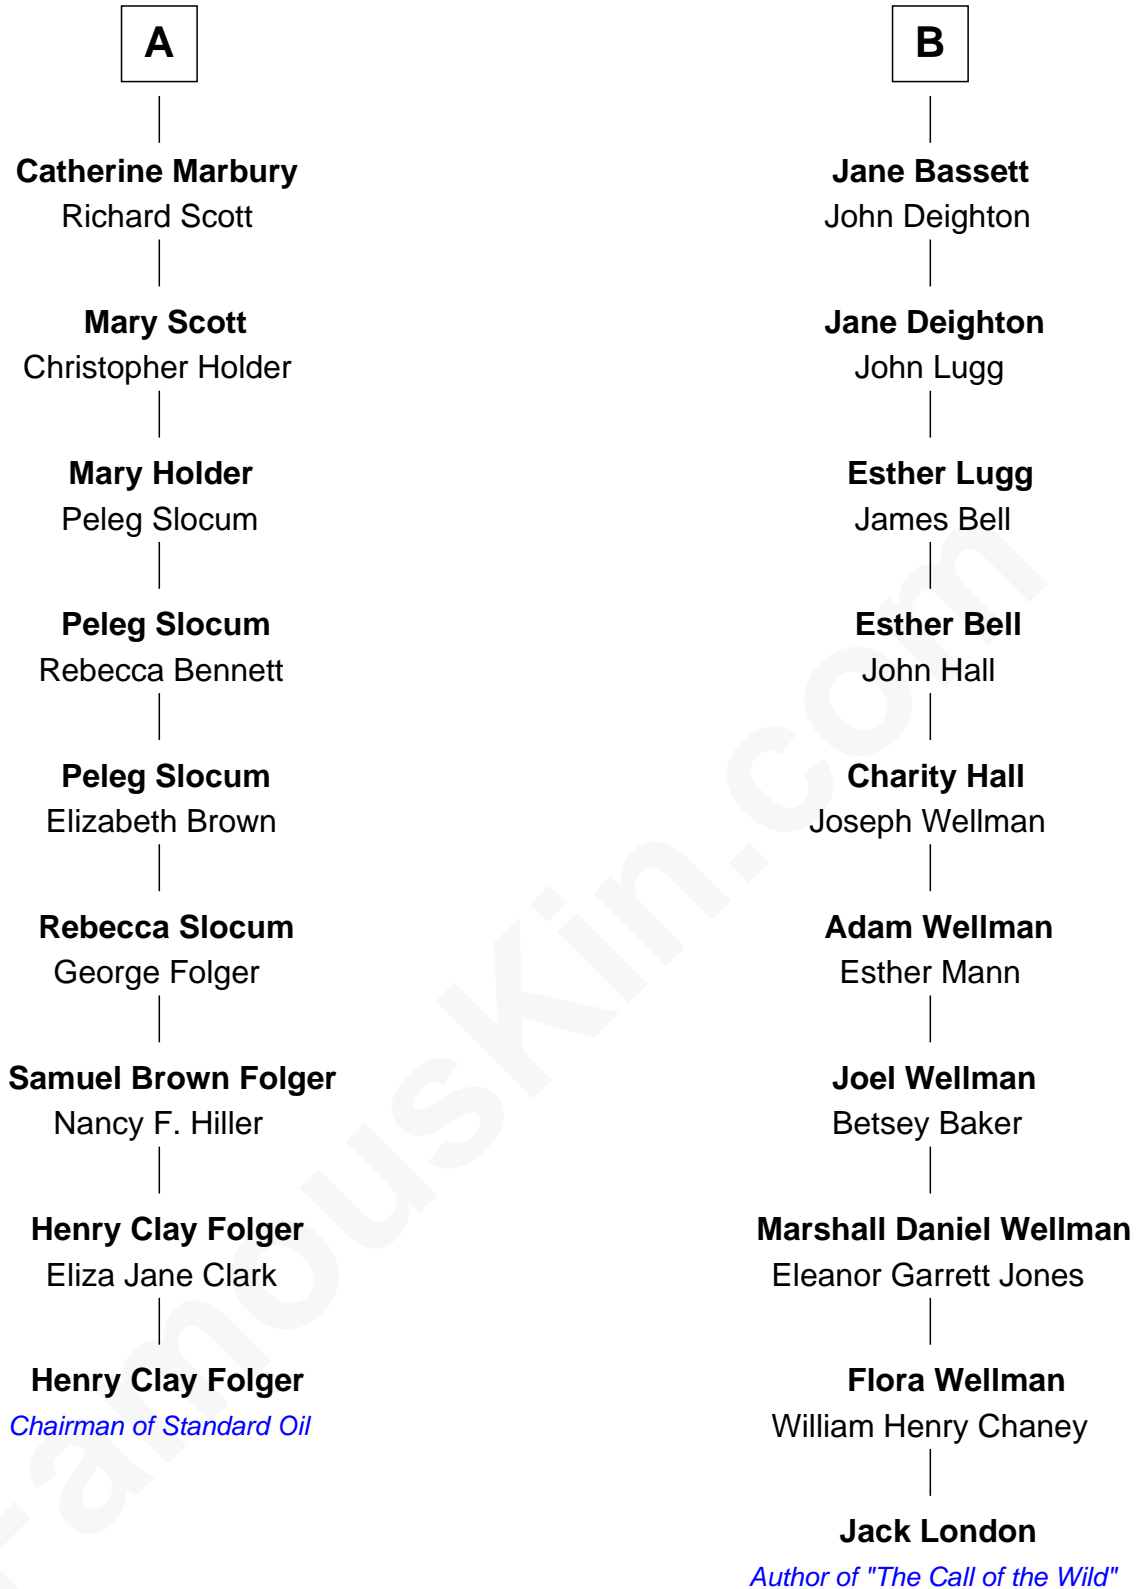 A
Catherine Marbury
Richard Scott
Mary Scott
Christopher Holder
Mary Holder
Peleg Slocum
Peleg Slocum
Rebecca Bennett
Peleg Slocum
Elizabeth Brown
Rebecca Slocum
George Folger
Samuel Brown Folger
Nancy F. Hiller
Henry Clay Folger
Eliza Jane Clark
Henry Clay Folger
Chairman of Standard Oil
B
Jane Bassett
John Deighton
Jane Deighton
John Lugg
Esther Lugg
James Bell
Esther Bell
John Hall
Charity Hall
Joseph Wellman
Adam Wellman
Esther Mann
Joel Wellman
Betsey Baker
Marshall Daniel Wellman
Eleanor Garrett Jones
Flora Wellman
William Henry Chaney
Jack London
Author of "The Call of the Wild"
FamousKin.com